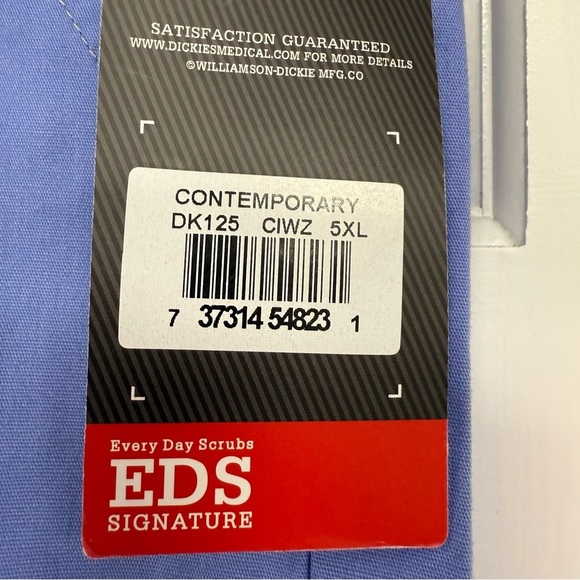 SATISFACTION GUARANTEED
WWW.DICKIESMEDICAL.COM FOR MORE DETAILS
©WILLIAMSON-DICKIE MFG.CO
CONTEMPORARY
DK125 CIWZ 5XL
7 37314 54823 1
Every Day Scrubs
EDS
SIGNATURE